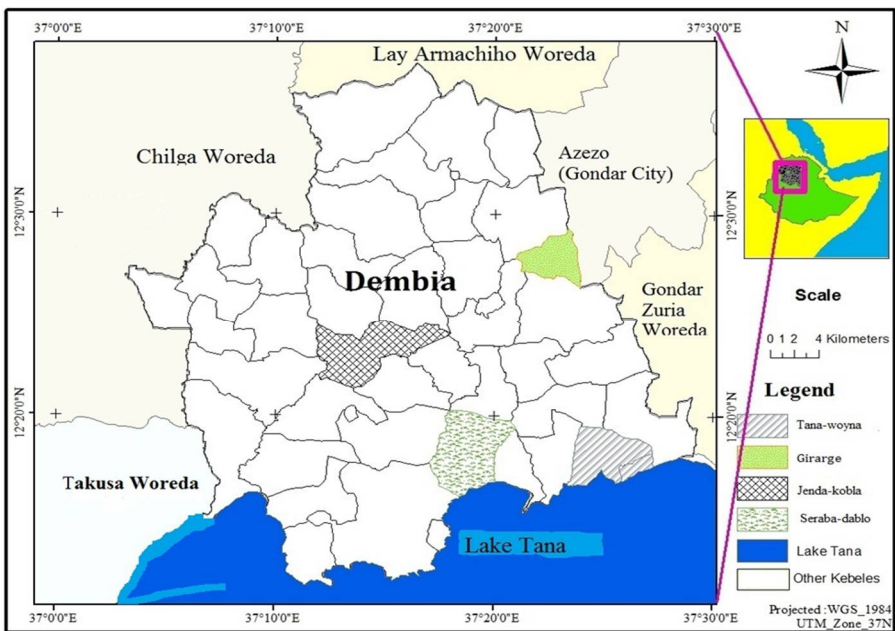 37°0'0"E
37°10'0"E
37°20'0"E
37°30'0"E
N
Lay Armachiho Woreda
Chilga Woreda
Azezo
(Gondar City)
12°30'0"N
12°30'0"N
Dembia
Gondar
Zuria
Woreda
Scale
0 1 2 4 Kilometers
12°20'0"N
12°20'0"N
Legend
Tana-woyna
Girarge
Jenda-kobla
Seraba-dablo
Lake Tana
Other Kebeles
Takusa Woreda
Lake Tana
37°0'0"E
37°10'0"E
37°20'0"E
37°30'0"E
Projected :WGS_1984
UTM_Zone_37N